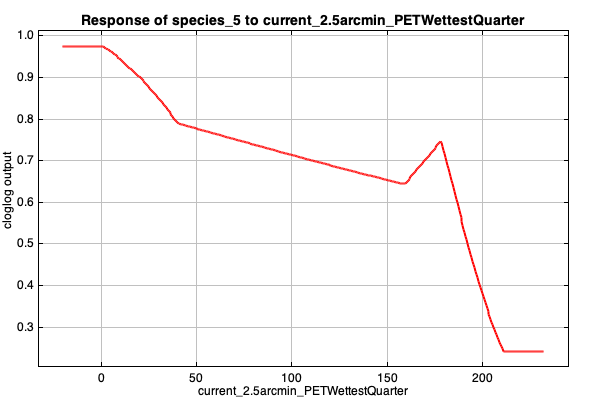 Response of species_5 to current_2.5arcmin_PETWettestQuarter
1.0
0.9
0.8
0.7
0.6
0.5
0.4
0.3
cloglog output
0 50 100 150 200
current_2.5arcmin_PETWettestQuarter